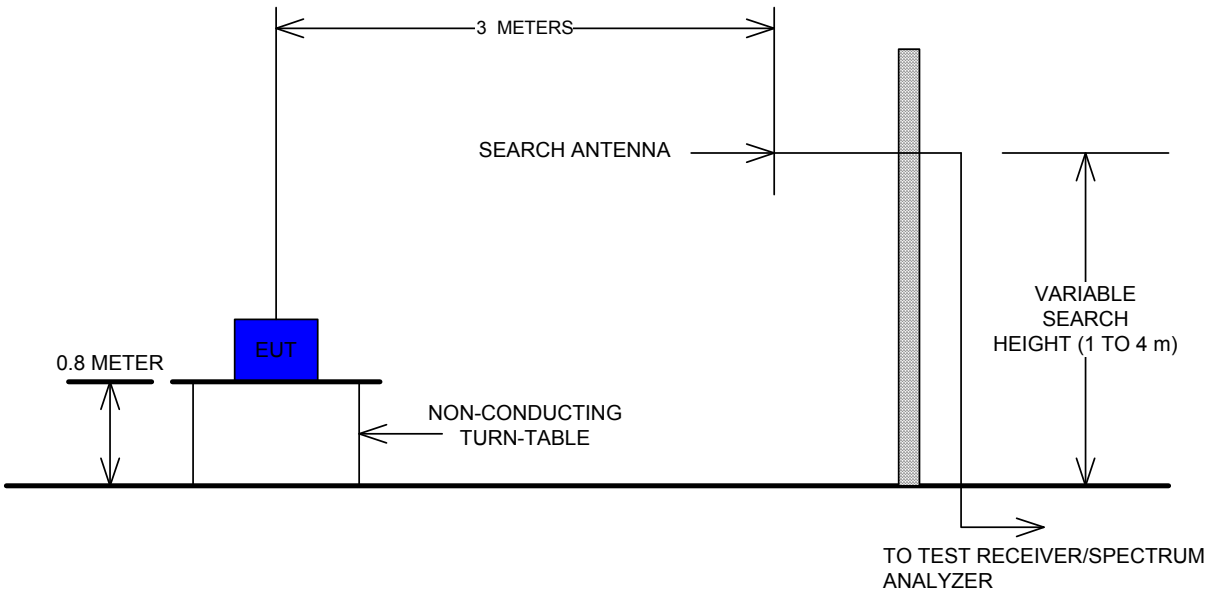 3 METERS
SEARCH ANTENNA
VARIABLE
SEARCH
HEIGHT (1 TO 4 m)
EUT
0.8 METER
NON-CONDUCTING
TURN-TABLE
TO TEST RECEIVER/SPECTRUM
ANALYZER